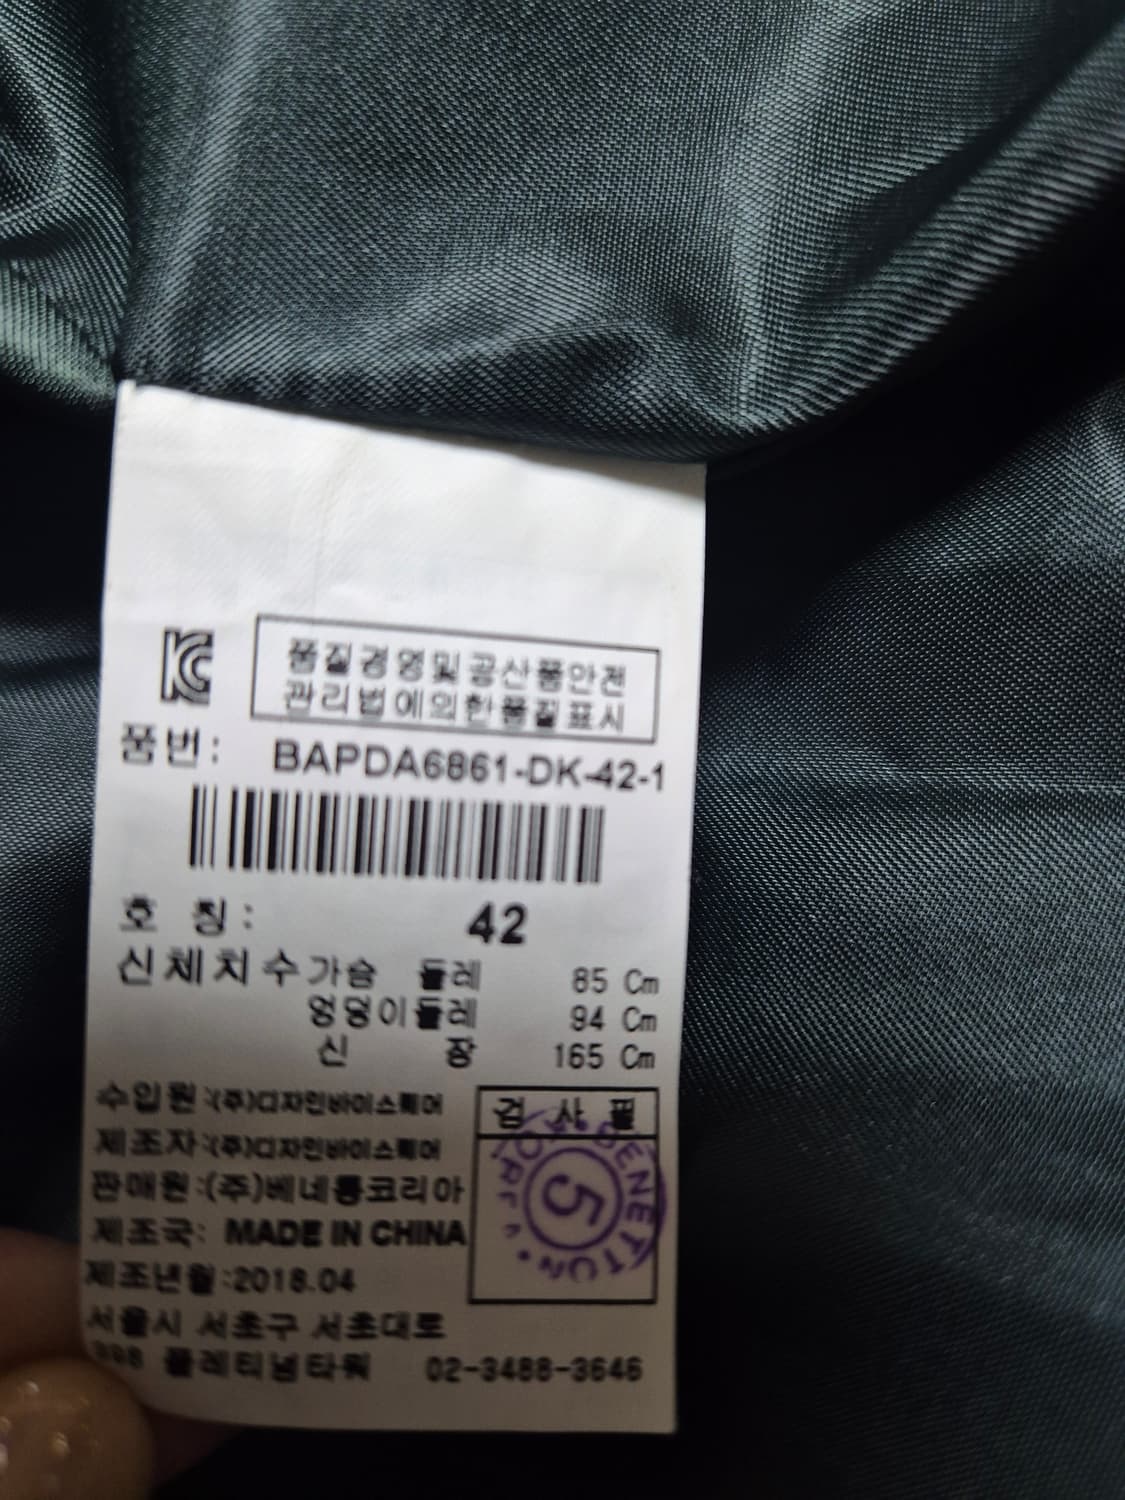 KC
품질경영및공산품안전
관리법에의한품질표시
품번: BAPDA6861-DK-42-1
호 칭: 42
신체치수 가슴 둘레 85 Cm
엉덩이둘레 94 Cm
신 장 165 Cm
수입원:(주)디자인바이스퀘어
제조자:(주)디자인바이스퀘어
판매원:(주)베네통코리아
제조국: MADE IN CHINA
제조년월:2018.04
서울시 서초구 서초대로
398 플래티넘타워 02-3488-3646
검 사 필
BENETTON
5